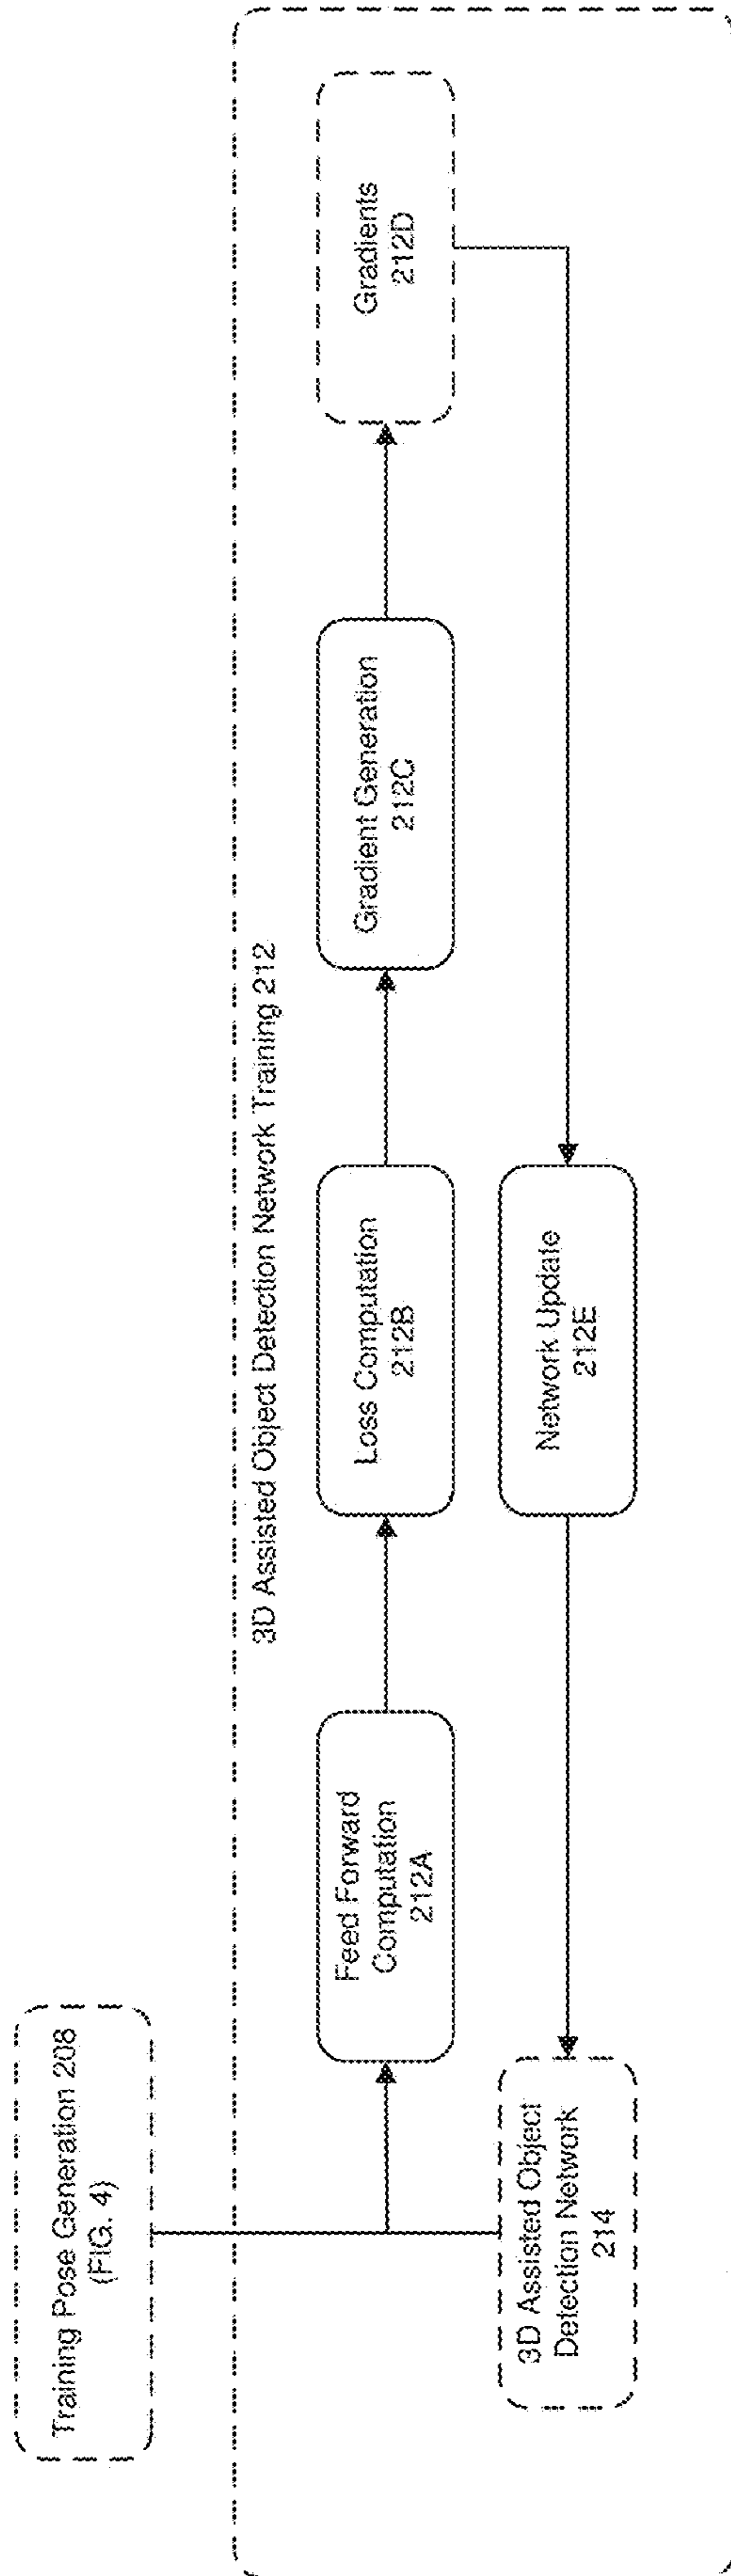 Training Pose Generation 208
(FIG. 4)
3D Assisted Object Detection Network Training 212
Feed Forward
Computation
212A
Loss Computation
212B
Gradient Generation
212C
Gradients
212D
3D Assisted Object
Detection Network
214
Network Update
212E